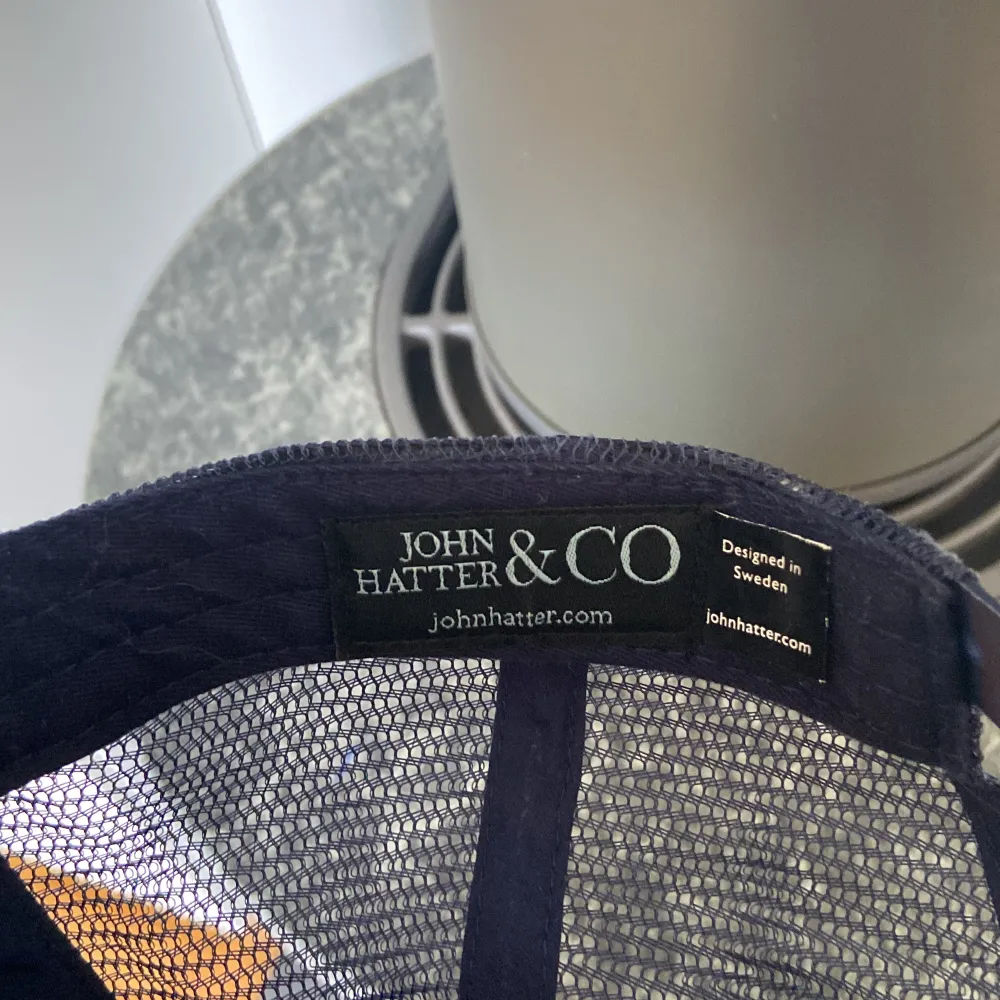 JOHN
HATTER & CO
johnhatter.com
Designed in
Sweden
johnhatter.com